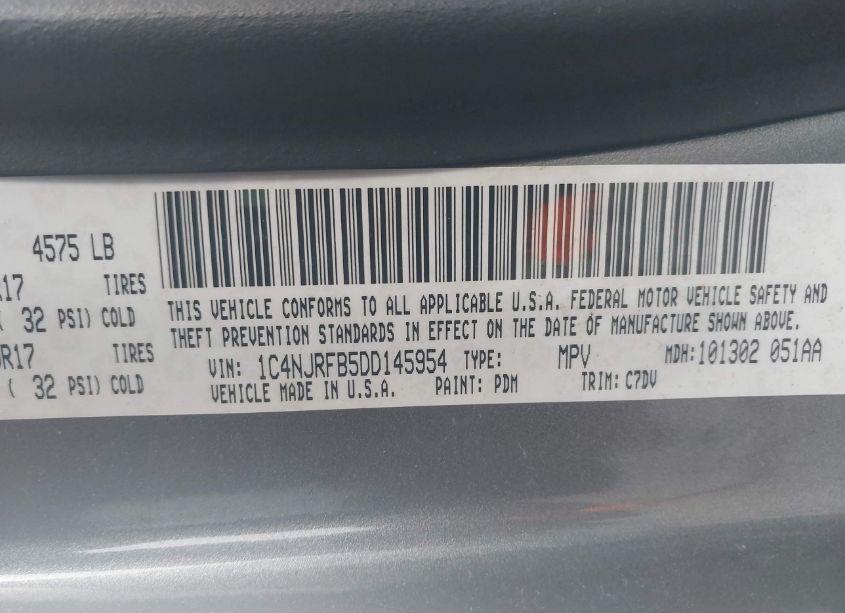 4575 LB
R17 TIRES
( 32 PSI) COLD
R17 TIRES
( 32 PSI) COLD
THIS VEHICLE CONFORMS TO ALL APPLICABLE U.S.A. FEDERAL MOTOR VEHICLE SAFETY AND
THEFT PREVENTION STANDARDS IN EFFECT ON THE DATE OF MANUFACTURE SHOWN ABOVE.
VIN: 1C4NJRFB5DD145954 TYPE: MPV MDH:101302 051AA
VEHICLE MADE IN U.S.A. PAINT: PDM TRIM: C7DV